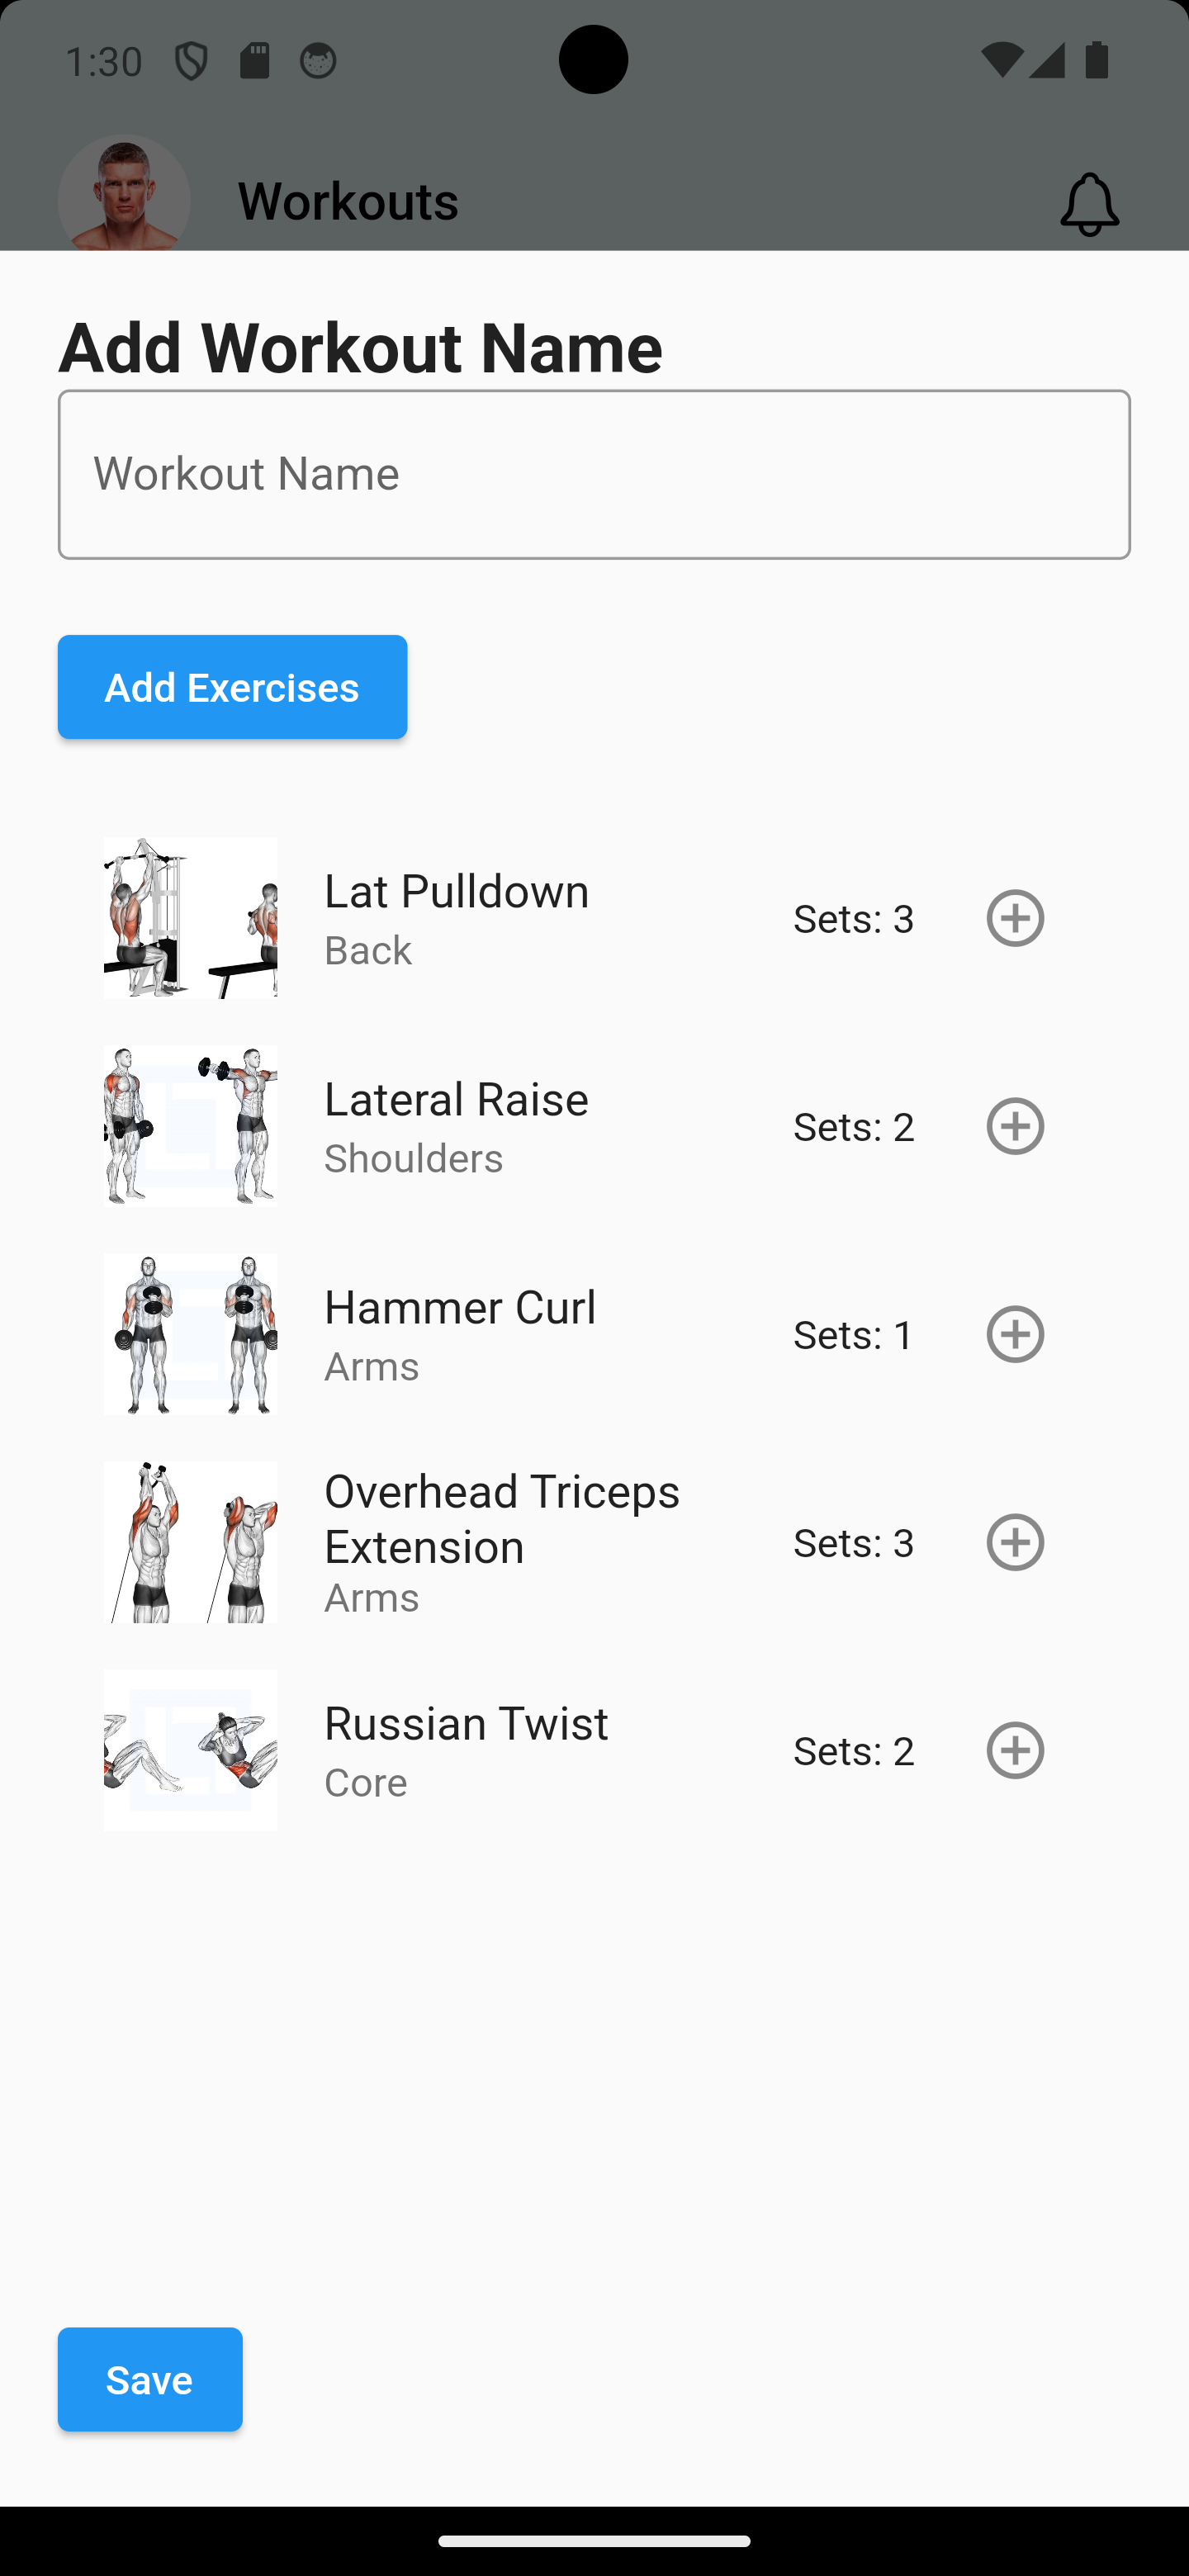 1:30
Workouts
Add Workout Name
Workout Name
Add Exercises
Lat Pulldown
Back
Sets: 3
Lateral Raise
Shoulders
Sets: 2
Hammer Curl
Arms
Sets: 1
Overhead Triceps
Extension
Arms
Sets: 3
Russian Twist
Core
Sets: 2
Save